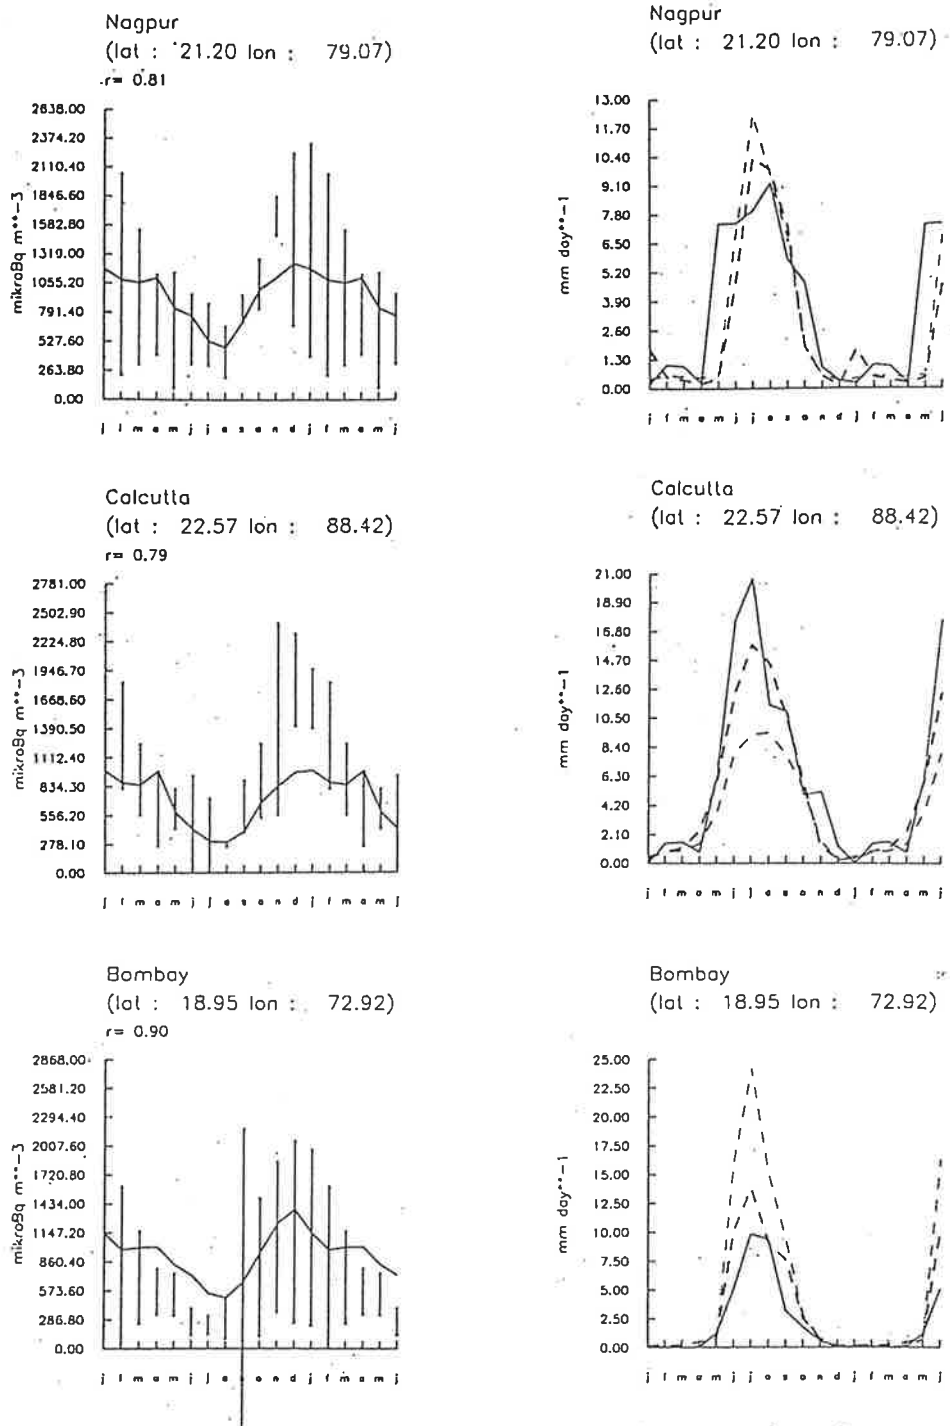 Nagpur
(lat : 21.20 lon : 79.07)
r= 0.81
2638.00
2374.20
2110.40
1846.60
1582.80
1319.00
1055.20
791.40
527.60
263.80
0.00
mikroBq m**-3
j f m a m j j a s o n d j f m a m j
Nagpur
(lat : 21.20 lon : 79.07)
13.00
11.70
10.40
9.10
7.80
6.50
5.20
3.90
2.60
1.30
0.00
mm day**-1
j f m a m j j a s o n d j f m a m j
Calcutta
(lat : 22.57 lon : 88.42)
r= 0.79
2781.00
2502.90
2224.80
1946.70
1668.60
1390.50
1112.40
834.30
556.20
278.10
0.00
mikroBq m**-3
j f m a m j j a s o n d j f m a m j
Calcutta
(lat : 22.57 lon : 88.42)
21.00
18.90
16.80
14.70
12.60
10.50
8.40
6.30
4.20
2.10
0.00
mm day**-1
j f m a m j j a s o n d j f m a m j
Bombay
(lat : 18.95 lon : 72.92)
r= 0.90
2868.00
2581.20
2294.40
2007.60
1720.80
1434.00
1147.20
860.40
573.60
286.80
0.00
mikroBq m**-3
j f m a m j j a s o n d j f m a m j
Bombay
(lat : 18.95 lon : 72.92)
25.00
22.50
20.00
17.50
15.00
12.50
10.00
7.50
5.00
2.50
0.00
mm day**-1
j f m a m j j a s o n d j f m a m j